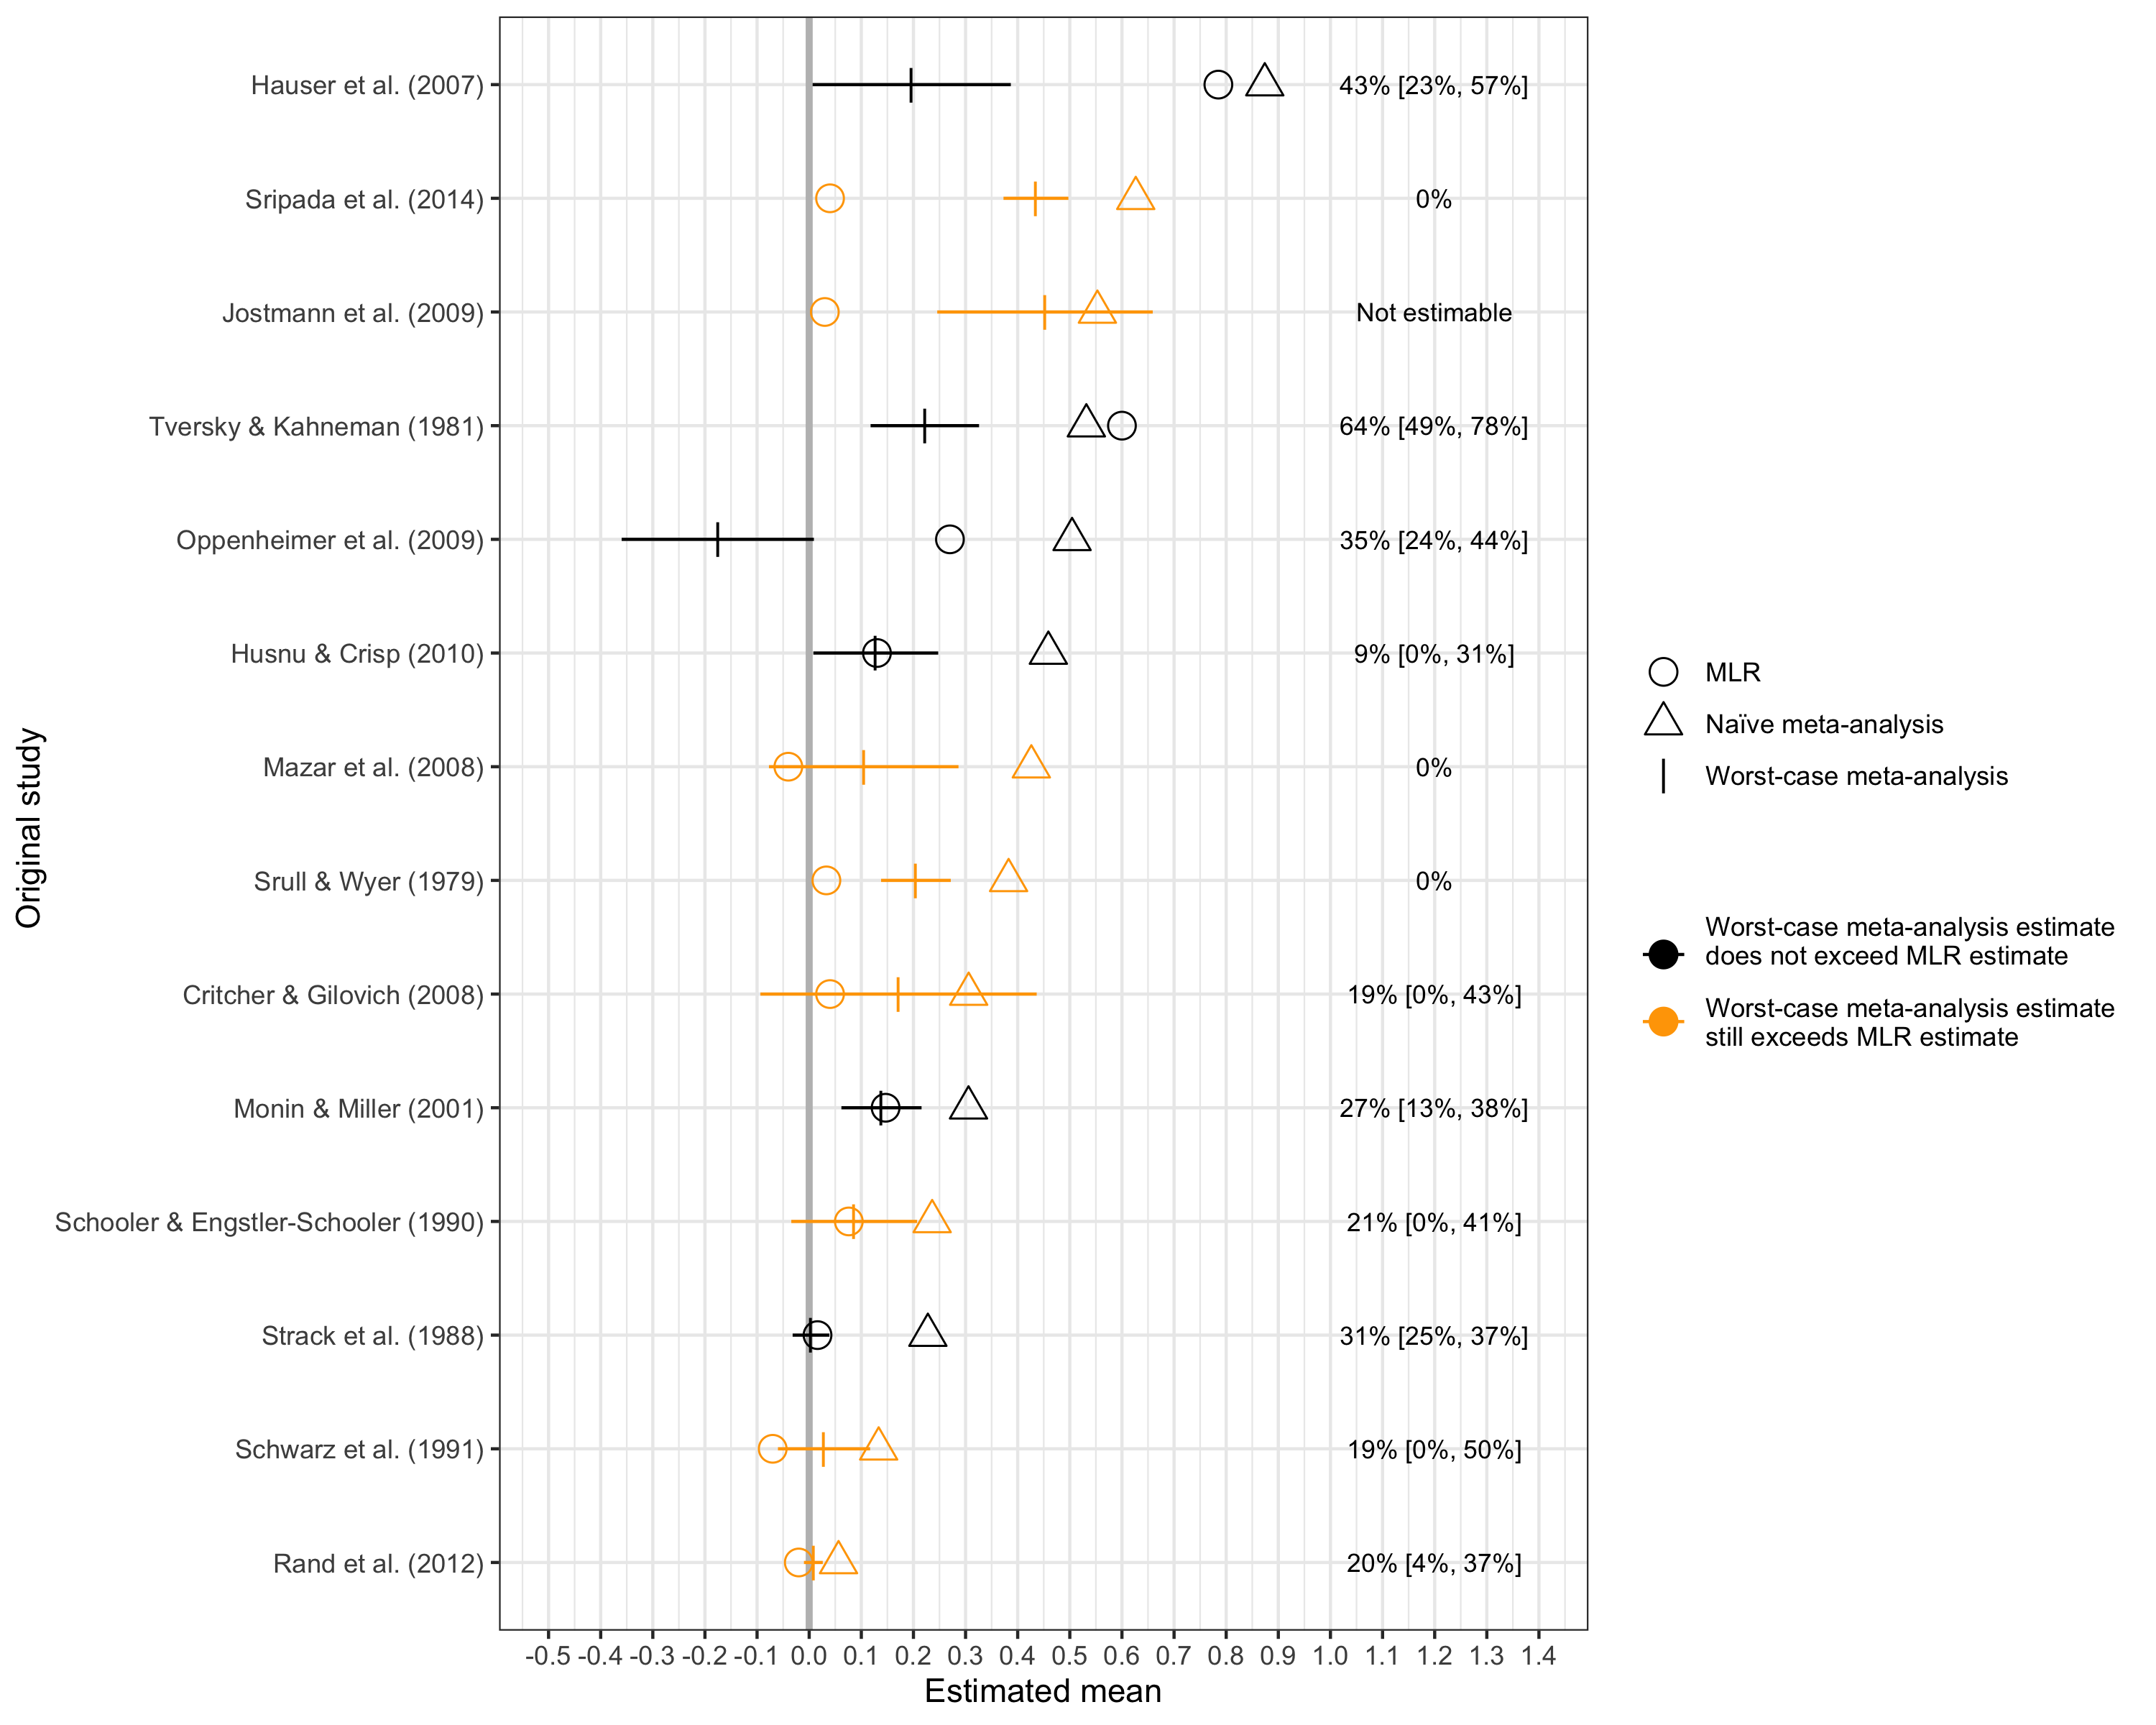 Hauser et al. (2007) 43% [23%, 57%]
Sripada et al. (2014) 0%
Jostmann et al. (2009) Not estimable
Tversky & Kahneman (1981) 64% [49%, 78%]
Oppenheimer et al. (2009) 35% [24%, 44%]
Husnu & Crisp (2010) 9% [0%, 31%]
Mazar et al. (2008) 0%
Srull & Wyer (1979) 0%
Critcher & Gilovich (2008) 19% [0%, 43%]
Monin & Miller (2001) 27% [13%, 38%]
Schooler & Engstler-Schooler (1990) 21% [0%, 41%]
Strack et al. (1988) 31% [25%, 37%]
Schwarz et al. (1991) 19% [0%, 50%]
Rand et al. (2012) 20% [4%, 37%]
-0.5 -0.4 -0.3 -0.2 -0.1 0.0 0.1 0.2 0.3 0.4 0.5 0.6 0.7 0.8 0.9 1.0 1.1 1.2 1.3 1.4
Estimated mean
Original study
MLR
Naïve meta-analysis
Worst-case meta-analysis
Worst-case meta-analysis estimate
does not exceed MLR estimate
Worst-case meta-analysis estimate
still exceeds MLR estimate